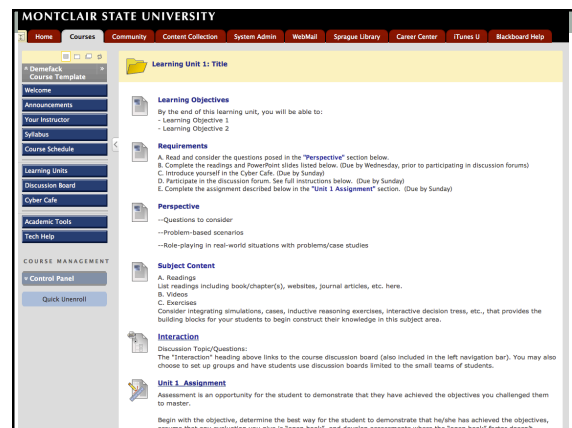 MONTCLAIR STATE UNIVERSITY
Home Courses Community Content Collection System Admin WebMail Sprague Library Career Center iTunes U Blackboard Help
Demefack
Course Template
Welcome
Announcements
Your Instructor
Syllabus
Course Schedule
Learning Units
Discussion Board
Cyber Cafe
Academic Tools
Tech Help
COURSE MANAGEMENT
Control Panel
Quick Unenroll
Learning Unit 1: Title
Learning Objectives
By the end of this learning unit, you will be able to:
- Learning Objective 1
- Learning Objective 2
Requirements
A. Read and consider the questions posed in the "Perspective" section below.
B. Complete the readings and PowerPoint slides listed below. (Due by Wednesday, prior to participating in discussion forums)
C. Introduce yourself in the Cyber Cafe. (Due by Sunday)
D. Participate in the discussion forum. See full instructions below. (Due by Sunday)
E. Complete the assignment described below in the "Unit 1 Assignment" section. (Due by Sunday)
Perspective
--Questions to consider
--Problem-based scenarios
--Role-playing in real-world situations with problems/case studies
Subject Content
A. Readings
List readings including book/chapter(s), websites, journal articles, etc. here.
B. Videos
C. Exercises
Consider integrating simulations, cases, inductive reasoning exercises, interactive decision tress, etc., that provides the
building blocks for your students to begin construct their knowledge in this subject area.
Interaction
Discussion Topic/Questions:
The "Interaction" heading above links to the course discussion board (also included in the left navigation bar). You may also
choose to set up groups and have students use discussion boards limited to the small teams of students.
Unit 1 Assignment
Assessment is an opportunity for the student to demonstrate that they have achieved the objectives you challenged them
to master.
Begin with the objective, determine the best way for the student to demonstrate that he/she has achieved the objectives,